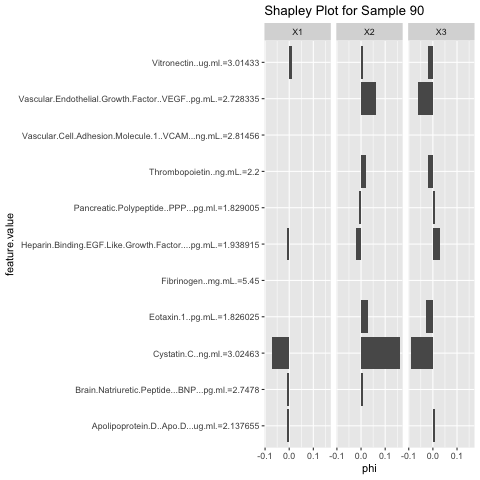 Shapley Plot for Sample 90
X1 X2 X3
Vitronectin..ug.ml.=3.01433
Vascular.Endothelial.Growth.Factor..VEGF..pg.mL.=2.728335
Vascular.Cell.Adhesion.Molecule.1..VCAM...ng.mL.=2.81456
Thrombopoietin..ng.mL.=2.2
Pancreatic.Polypeptide..PPP...pg.ml.=1.829005
Heparin.Binding.EGF.Like.Growth.Factor....pg.mL.=1.938915
Fibrinogen..mg.mL.=5.45
Eotaxin.1..pg.mL.=1.826025
Cystatin.C..ng.ml.=3.02463
Brain.Natriuretic.Peptide...BNP...pg.ml.=2.7478
Apolipoprotein.D..Apo.D...ug.ml.=2.137655
feature.value
-0.1 0.0 0.1 -0.1 0.0 0.1 -0.1 0.0 0.1
phi